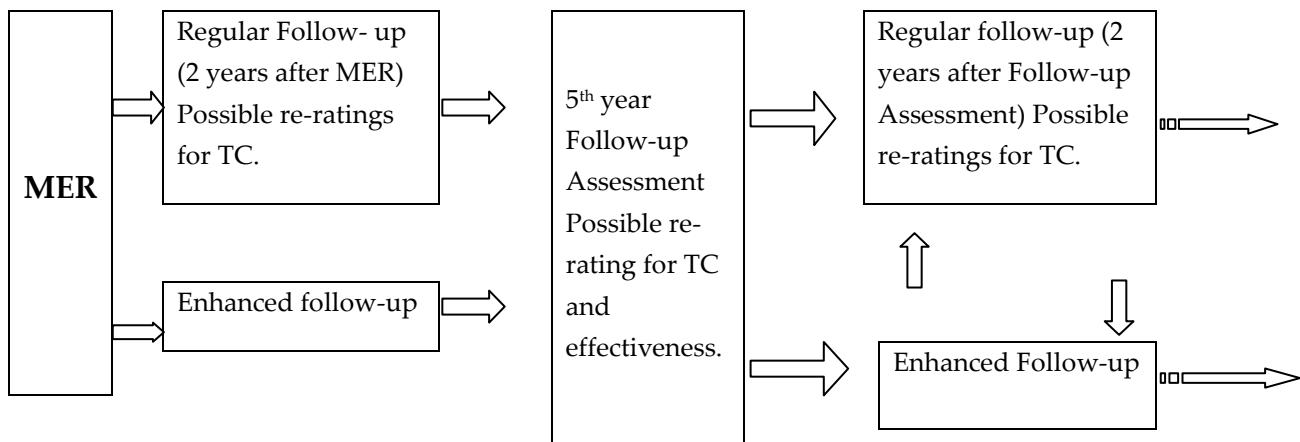 MER
Regular Follow- up
(2 years after MER)
Possible re-ratings
for TC.
Enhanced follow-up
5th year
Follow-up
Assessment
Possible re-
rating for TC
and
effectiveness.
Regular follow-up (2
years after Follow-up
Assessment) Possible
re-ratings for TC.
Enhanced Follow-up